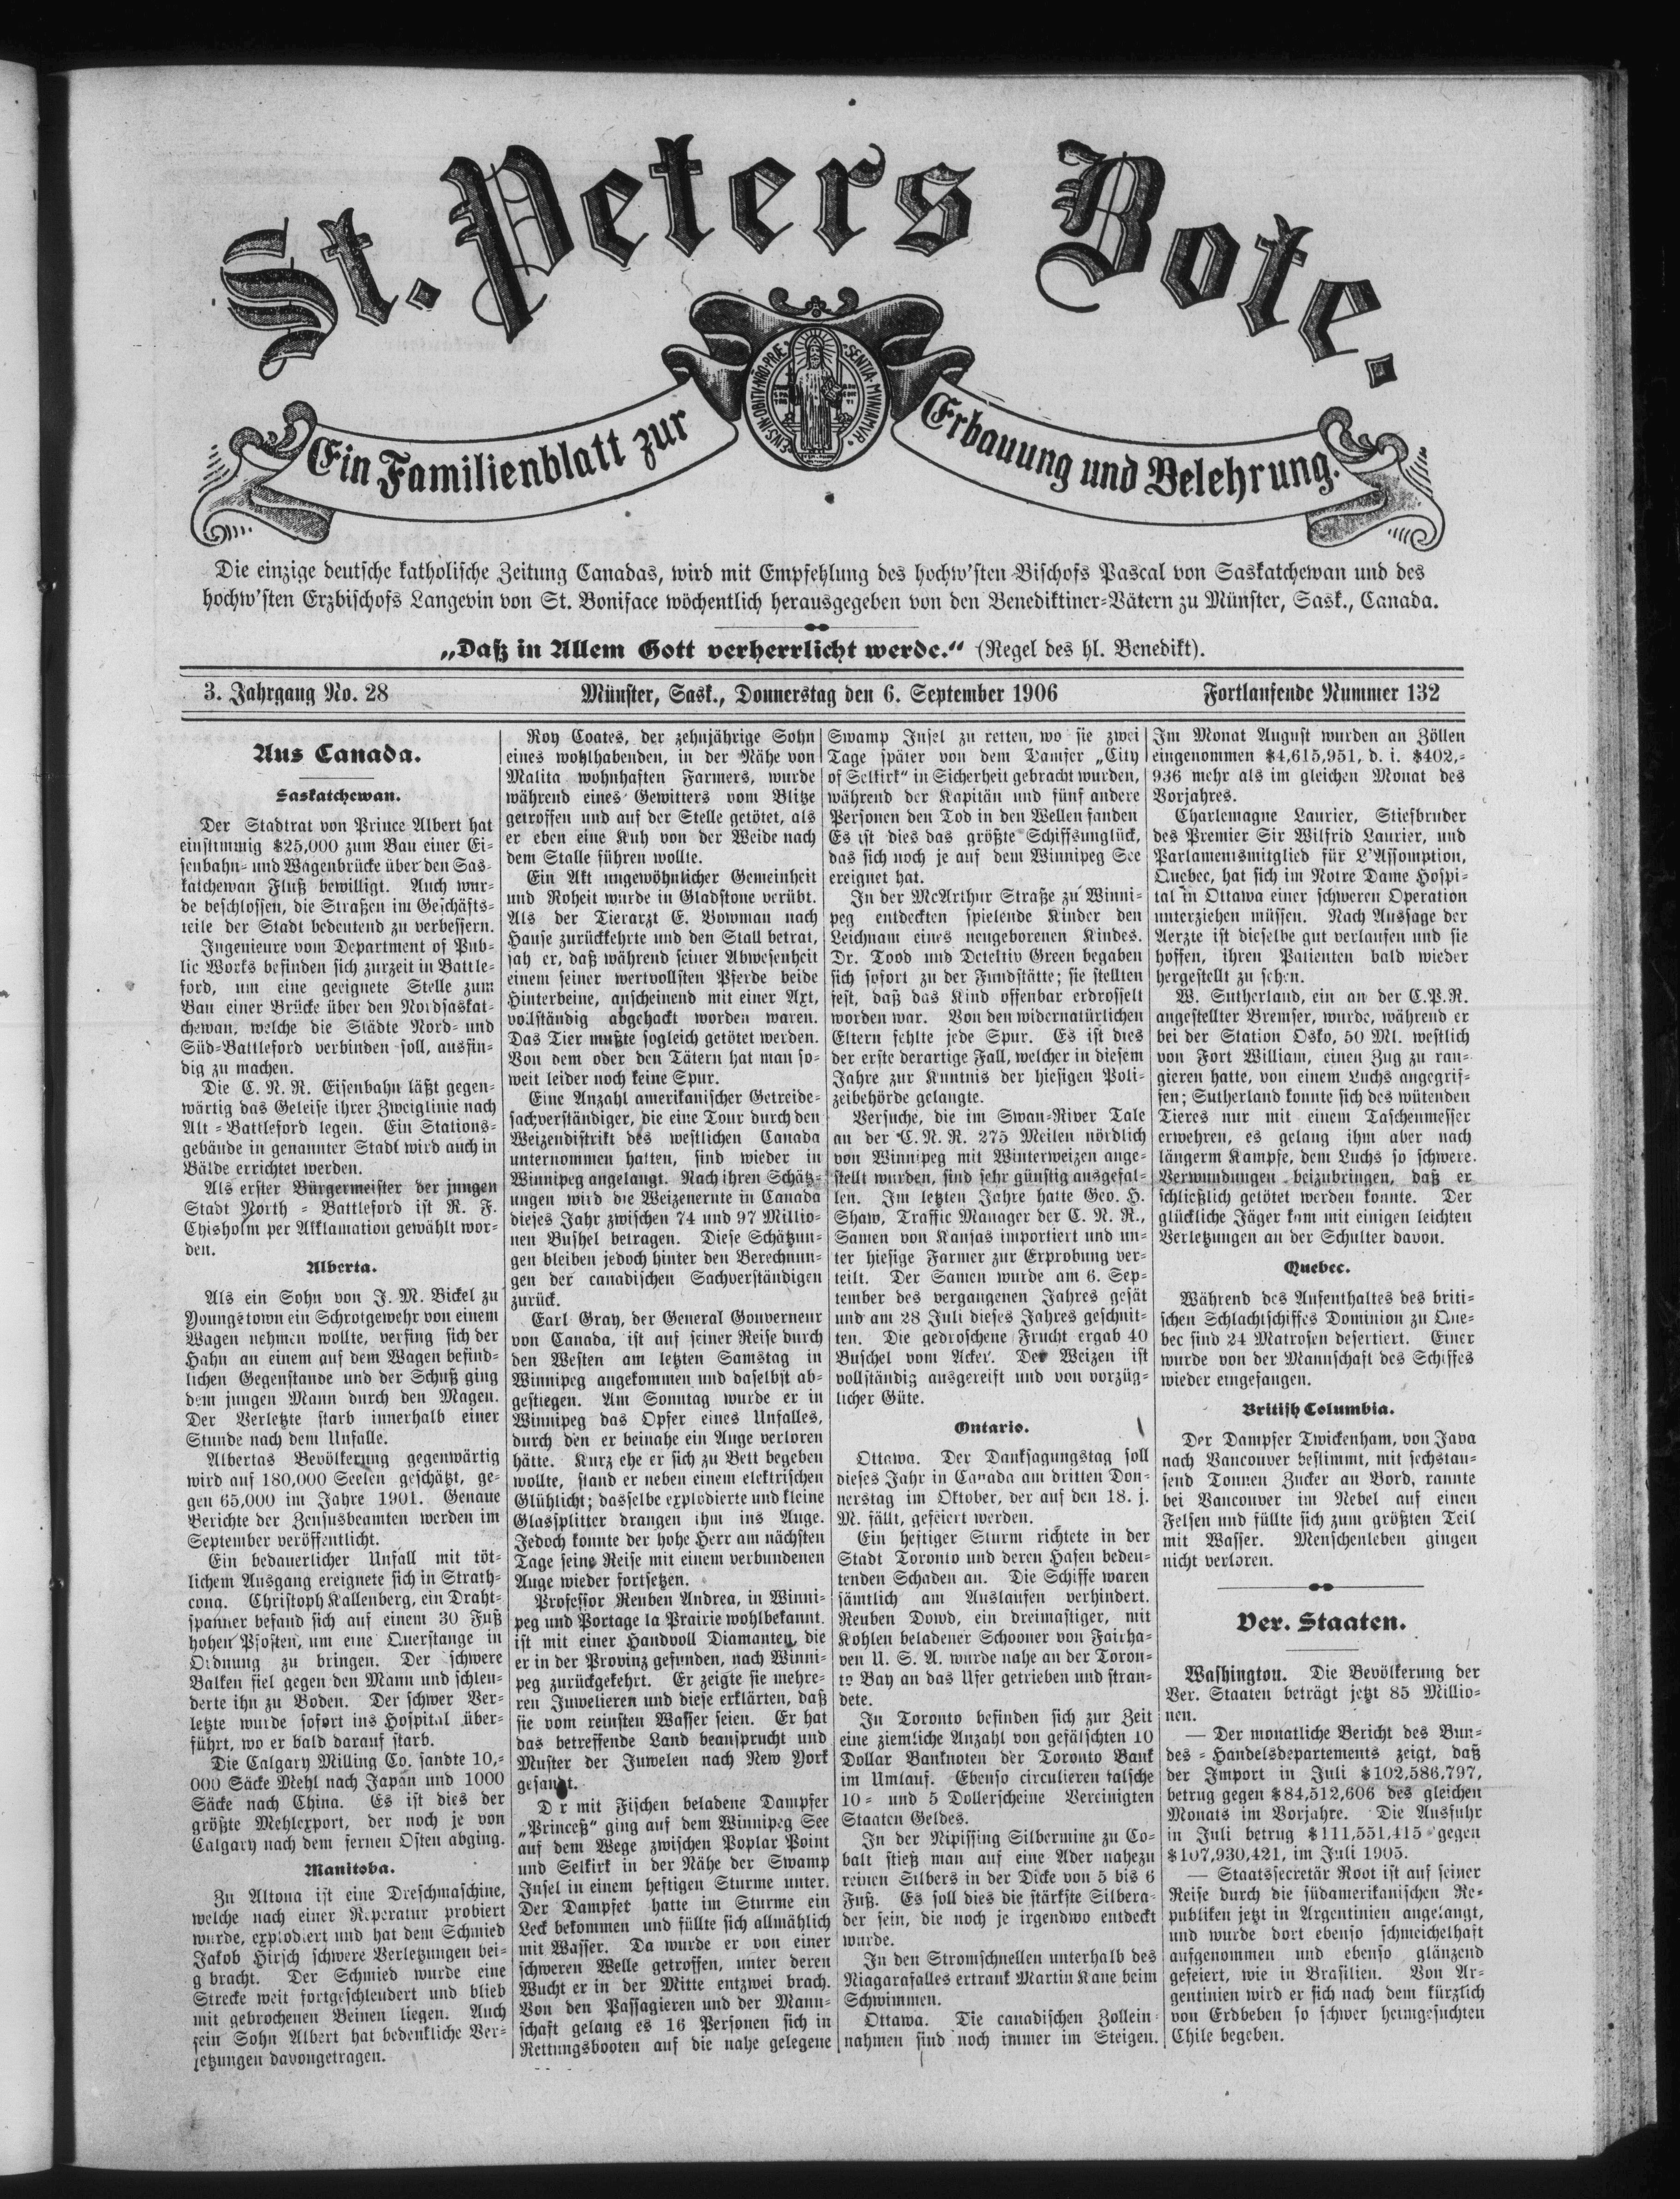 St. Peters Bote.
Ein Familienblatt zur
Erbauung und Belehrung.
Die einzige deutsche katholische Zeitung Canadas, wird mit Empfehlung des hochw'sten Bischofs Pascal von Saskatchewan und des
hochw'sten Erzbischofs Langevin von St. Boniface wöchentlich herausgegeben von den Benediktiner-Vätern zu Münster, Sask., Canada.
„Daß in Allem Gott verherrlicht werde.“ (Regel des hl. Benedikt).
3. Jahrgang No. 28 Münster, Sask., Donnerstag den 6. September 1906 Fortlaufende Nummer 132
Aus Canada.
Saskatchewan.
Der Stadtrat von Prince Albert hat
einstimmig $25,000 zum Bau einer Ei-
senbahn- und Wagenbrücke über den Sas-
katchewan Fluß bewilligt. Auch wur-
de beschlossen, die Straßen im Geschäfts-
teile der Stadt bedeutend zu verbessern.
Ingenieure vom Department of Pub-
lic Works befinden sich zurzeit in Battle-
ford, um eine geeignete Stelle zum
Bau einer Brücke über den Nordsaskat-
chewan, welche die Städte Nord- und
Süd-Battleford verbinden soll, ausfin-
dig zu machen.
Die C. N. R. Eisenbahn läßt gegen-
wärtig das Geleise ihrer Zweiglinie nach
Alt-Battleford legen. Ein Stations-
gebände in genannter Stadt wird auch in
Bälde errichtet werden.
Als erster Bürgermeister der jungen
Stadt North-Battleford ist R. F.
Chisholm per Akklamation gewählt wor-
den.
Alberta.
Als ein Sohn von J. M. Bickel zu
Youngstown ein Schrotgewehr von einem
Wagen nehmen wollte, verfing sich der
Hahn an einem auf dem Wagen befind-
lichen Gegenstande und der Schuß ging
dem jungen Mann durch den Magen.
Der Verletzte starb innerhalb einer
Stunde nach dem Unfalle.
Albertas Bevölkerung gegenwärtig
wird auf 180,000 Seelen geschätzt, ge-
gen 65,000 im Jahre 1901. Genaue
Berichte der Zensusbeamten werden im
September veröffentlicht.
Ein bedauerlicher Unfall mit töt-
lichem Ausgang ereignete sich in Strath-
cona. Christoph Kallenberg, ein Draht-
spanner befand sich auf einem 30 Fuß
hohen Pfosten, um eine Querstange in
Ordnung zu bringen. Der schwere
Balken fiel gegen den Mann und schleu-
derte ihn zu Boden. Der schwer Ver-
letzte wurde sofort ins Hospital über-
führt, wo er bald darauf starb.
Die Calgary Milling Co. sandte 10,-
000 Säcke Mehl nach Japan und 1000
Säcke nach China. Es ist dies der
größte Mehlexport, der noch je von
Calgary nach dem fernen Osten abging.
Manitoba.
Zu Altona ist eine Dreschmaschine,
welche nach einer Reperatur probiert
wurde, explodiert und hat dem Schmied
Jakob Hirsch schwere Verletzungen bei-
g bracht. Der Schmied wurde eine
Strecke weit fortgeschleudert und blieb
mit gebrochenen Beinen liegen. Auch
sein Sohn Albert hat bedenkliche Ver-
letzungen davongetragen.
Roy Coates, der zehnjährige Sohn
eines wohlhabenden, in der Nähe von
Malita wohnhaften Farmers, wurde
während eines Gewitters vom Blitze
getroffen und auf der Stelle getötet, als
er eben eine Kuh von der Weide nach
dem Stalle führen wollte.
Ein Akt ungewöhnlicher Gemeinheit
und Roheit wurde in Gladstone verübt.
Als der Tierarzt E. Bowman nach
Hause zurückkehrte und den Stall betrat,
sah er, daß während seiner Abwesenheit
einem seiner wertvollsten Pferde beide
Hinterbeine, anscheinend mit einer Axt,
vollständig abgehackt worden waren.
Das Tier mußte sogleich getötet werden.
Von dem oder den Tätern hat man so-
weit leider noch keine Spur.
Eine Anzahl amerikanischer Getreide-
sachverständiger, die eine Tour durch den
Weizendistrikt des westlichen Canada
unternommen hatten, sind wieder in
Winnipeg angelangt. Nach ihren Schätz-
ungen wird die Weizenernte in Canada
dieses Jahr zwischen 74 und 97 Millio-
nen Bushel betragen. Diese Schätzun-
gen bleiben jedoch hinter den Berechnun-
gen der canadischen Sachverständigen
zurück.
Earl Gray, der General Gouverneur
von Canada, ist auf seiner Reise durch
den Westen am letzten Samstag in
Winnipeg angekommen und daselbst ab-
gestiegen. Am Sonntag wurde er in
Winnipeg das Opfer eines Unfalles,
durch den er beinahe ein Auge verloren
hätte. Kurz ehe er sich zu Bett begeben
wollte, stand er neben einem elektrischen
Glühlicht; dasselbe explodierte und kleine
Glassplitter drangen ihm ins Auge.
Jedoch konnte der hohe Herr am nächsten
Tage seine Reise mit einem verbundenen
Auge wieder fortsetzen.
Professor Reuben Andrea, in Winni-
peg und Portage la Prairie wohlbekannt.
ist mit einer Handvoll Diamanten, die
er in der Provinz gefunden, nach Winni-
peg zurückgekehrt. Er zeigte sie mehre-
ren Juwelieren und diese erklärten, daß
sie vom reinsten Wasser seien. Er hat
das betreffende Land beansprucht und
Muster der Juwelen nach New York
gesandt.
D r mit Fischen beladene Dampfer
„Princeß“ ging auf dem Winnipeg See
auf dem Wege zwischen Poplar Point
und Selkirk in der Nähe der Swamp
Insel in einem heftigen Sturme unter.
Der Dampfet hatte im Sturme ein
Leck bekommen und füllte sich allmählich
mit Wasser. Da wurde er von einer
schweren Welle getroffen, unter deren
Wucht er in der Mitte entzwei brach.
Von den Passagieren und der Mann-
schaft gelang es 16 Personen sich in
Rettungsbooten auf die nahe gelegene
Swamp Insel zu retten, wo sie zwei
Tage später von dem Damfer „City
of Selkirk“ in Sicherheit gebracht wurden,
während der Kapitän und fünf andere
Personen den Tod in den Wellen fanden
Es ist dies das größte Schiffsunglück,
das sich noch je auf dem Winnipeg See
ereignet hat.
In der McArthur Straße zu Winni-
peg entdeckten spielende Kinder den
Leichnam eines neugeborenen Kindes.
Dr. Tood und Detektiv Green begaben
sich sofort zu der Fundstätte; sie stellten
fest, daß das Kind offenbar erdrosselt
worden war. Von den widernatürlichen
Eltern fehlte jede Spur. Es ist dies
der erste derartige Fall, welcher in diesem
Jahre zur Knntnis der hiesigen Poli-
zeibehörde gelangte.
Versuche, die im Swan-River Tale
an der C. N. R. 275 Meilen nördlich
von Winnipeg mit Winterweizen ange-
stellt wurden, sind sehr günstig ausgefal-
len. Im letzten Jahre hatte Geo. H.
Shaw, Traffic Manager der C. N. R.,
Samen von Kansas importiert und un-
ter hiesige Farmer zur Erprobung ver-
teilt. Der Samen wurde am 6. Sep-
tember des vergangenen Jahres gesät
und am 28 Juli dieses Jahres geschnit-
ten. Die gedroschene Frucht ergab 40
Buschel vom Acker. Der Weizen ist
vollständig ausgereift und von vorzüg-
licher Güte.
Ontario.
Ottawa. Der Danksagungstag soll
dieses Jahr in Canada am dritten Don-
nerstag im Oktober, der auf den 18. j.
M. fällt, gefeiert werden.
Ein heftiger Sturm richtete in der
Stadt Toronto und deren Hafen bedeu-
tenden Schaden an. Die Schiffe waren
sämtlich am Auslaufen verhindert.
Reuben Dowd, ein dreimastiger, mit
Kohlen beladener Schooner von Fairha-
ven U. S. A. wurde nahe an der Toron-
to Bay an das Ufer getrieben und stran-
dete.
In Toronto befinden sich zur Zeit
eine ziemliche Anzahl von gefälschten 10
Dollar Banknoten der Toronto Bank
im Umlauf. Ebenso circulieren falsche
10- und 5 Dollerscheine Vereinigten
Staaten Geldes.
In der Nipissing Silbermine zu Co-
balt stieß man auf eine Ader nahezu
reinen Silbers in der Dicke von 5 bis 6
Fuß. Es soll dies die stärkste Silbera-
der sein, die noch je irgendwo entdeckt
wurde.
In den Stromschnellen unterhalb des
Niagarafalles ertrank Martin Kane beim
Schwimmen.
Ottawa. Die canadischen Zollein-
nahmen sind noch immer im Steigen.
Im Monat August wurden an Zöllen
eingenommen $4,615,951, d. i. $402,-
936 mehr als im gleichen Monat des
Vorjahres.
Charlemagne Laurier, Stiefbruder
des Premier Sir Wilfrid Laurier, und
Parlamentsmitglied für L'Assomption,
Quebec, hat sich im Notre Dame Hospi-
tal in Ottawa einer schweren Operation
unterziehen müssen. Nach Aussage der
Aerzte ist dieselbe gut verlaufen und sie
hoffen, ihren Patienten bald wieder
hergestellt zu sehen.
W. Sutherland, ein an der C.P.R.
angestellter Bremser, wurde, während er
bei der Station Osko, 50 Ml. westlich
von Fort William, einen Zug zu ran-
gieren hatte, von einem Luchs angegrif-
fen; Sutherland konnte sich des wütenden
Tieres nur mit einem Taschenmesser
erwehren, es gelang ihm aber nach
längerm Kampfe, dem Luchs so schwere.
Verwundungen beizubringen, daß er
schließlich getötet werden konnte. Der
glückliche Jäger kam mit einigen leichten
Verletzungen an der Schulter davon.
Quebec.
Während des Aufenthaltes des briti-
schen Schlachtschiffes Dominion zu Que-
bec sind 24 Matrosen desertiert. Einer
wurde von der Mannschaft des Schiffes
wieder eingefangen.
British Columbia.
Der Dampfer Twickenham, von Java
nach Vancouver bestimmt, mit sechstau-
send Tonnen Zucker an Bord, rannte
bei Vancouver im Nebel auf einen
Felsen und füllte sich zum größten Teil
mit Wasser. Menschenleben gingen
nicht verloren.
Ver. Staaten.
Washington. Die Bevölkerung der
Ver. Staaten beträgt jetzt 85 Millio-
nen.
— Der monatliche Bericht des Bun-
des-Handelsdepartements zeigt, daß
der Import in Juli $102,586,797,
betrug gegen $84,512,606 des gleichen
Monats im Vorjahre. Die Ausfuhr
in Juli betrug $111,551,415 gegen
$107,930,421, im Juli 1905.
— Staatssecretär Root ist auf seiner
Reise durch die südamerikanischen Re-
publiken jetzt in Argentinien angelangt,
und wurde dort ebenso schmeichelhaft
aufgenommen und ebenso glänzend
gefeiert, wie in Brasilien. Von Ar-
gentinien wird er sich nach dem kürzlich
von Erdbeben so schwer heimgesuchten
Chile begeben.